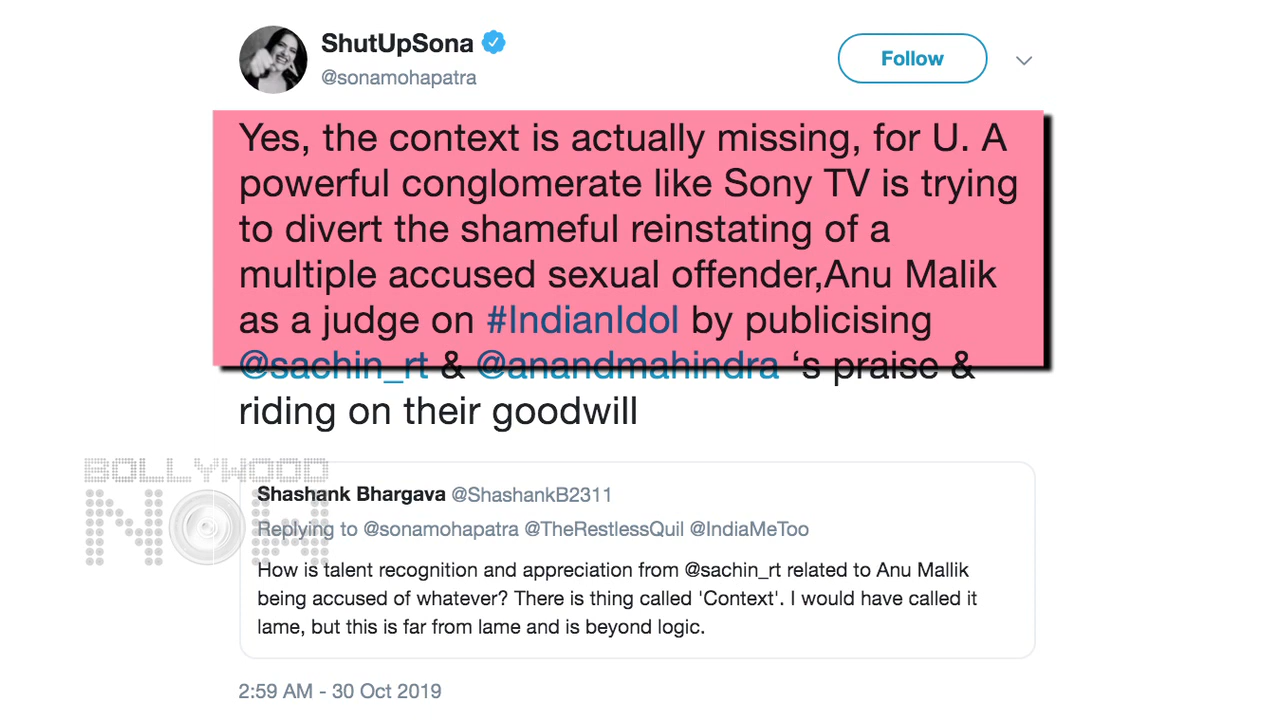 ShutUpSona
@sonamohapatra
Follow
Yes, the context is actually missing, for U. A
powerful conglomerate like Sony TV is trying
to divert the shameful reinstating of a
multiple accused sexual offender,Anu Malik
as a judge on #IndianIdol by publicising
@sachin_rt & @anandmahindra ‘s praise &
riding on their goodwill
BOLLYWOOD
NOW
Shashank Bhargava @ShashankB2311
Replying to @sonamohapatra @TheRestlessQuil @IndiaMeToo
How is talent recognition and appreciation from @sachin_rt related to Anu Mallik
being accused of whatever? There is thing called 'Context'. I would have called it
lame, but this is far from lame and is beyond logic.
2:59 AM - 30 Oct 2019